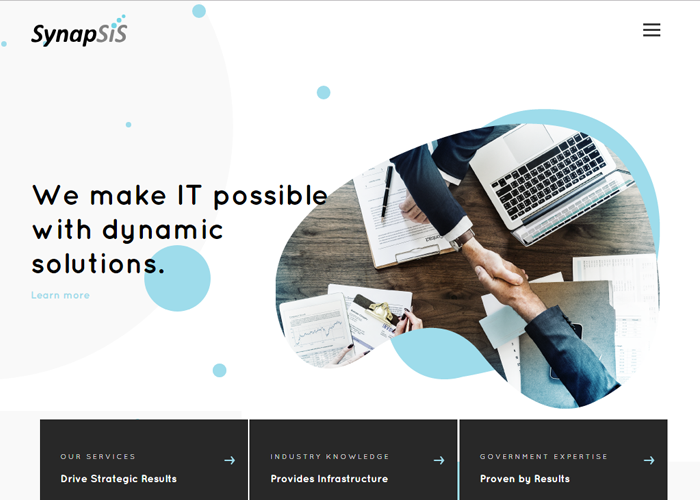 SynapSiS
We make IT possible
with dynamic
solutions.
Learn more
OUR SERVICES
Drive Strategic Results
INDUSTRY KNOWLEDGE
Provides Infrastructure
GOVERNMENT EXPERTISE
Proven by Results